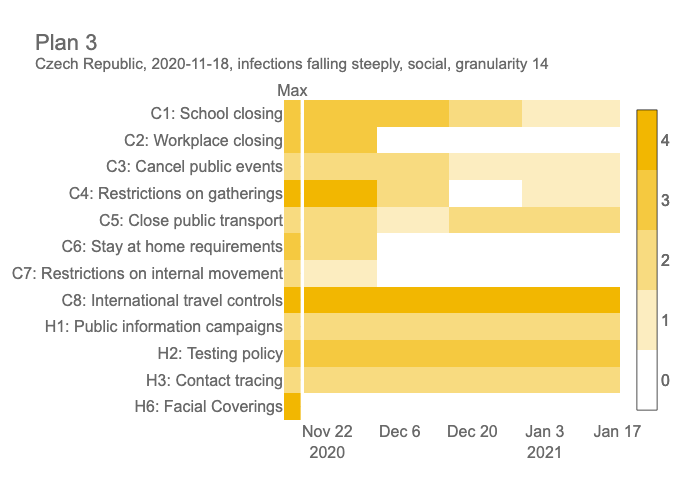 Plan 3
Czech Republic, 2020-11-18, infections falling steeply, social, granularity 14
Max
C1: School closing
C2: Workplace closing
C3: Cancel public events
C4: Restrictions on gatherings
C5: Close public transport
C6: Stay at home requirements
C7: Restrictions on internal movement
C8: International travel controls
H1: Public information campaigns
H2: Testing policy
H3: Contact tracing
H6: Facial Coverings
4
3
2
1
0
Nov 22 Dec 6 Dec 20 Jan 3 Jan 17
2020 2021